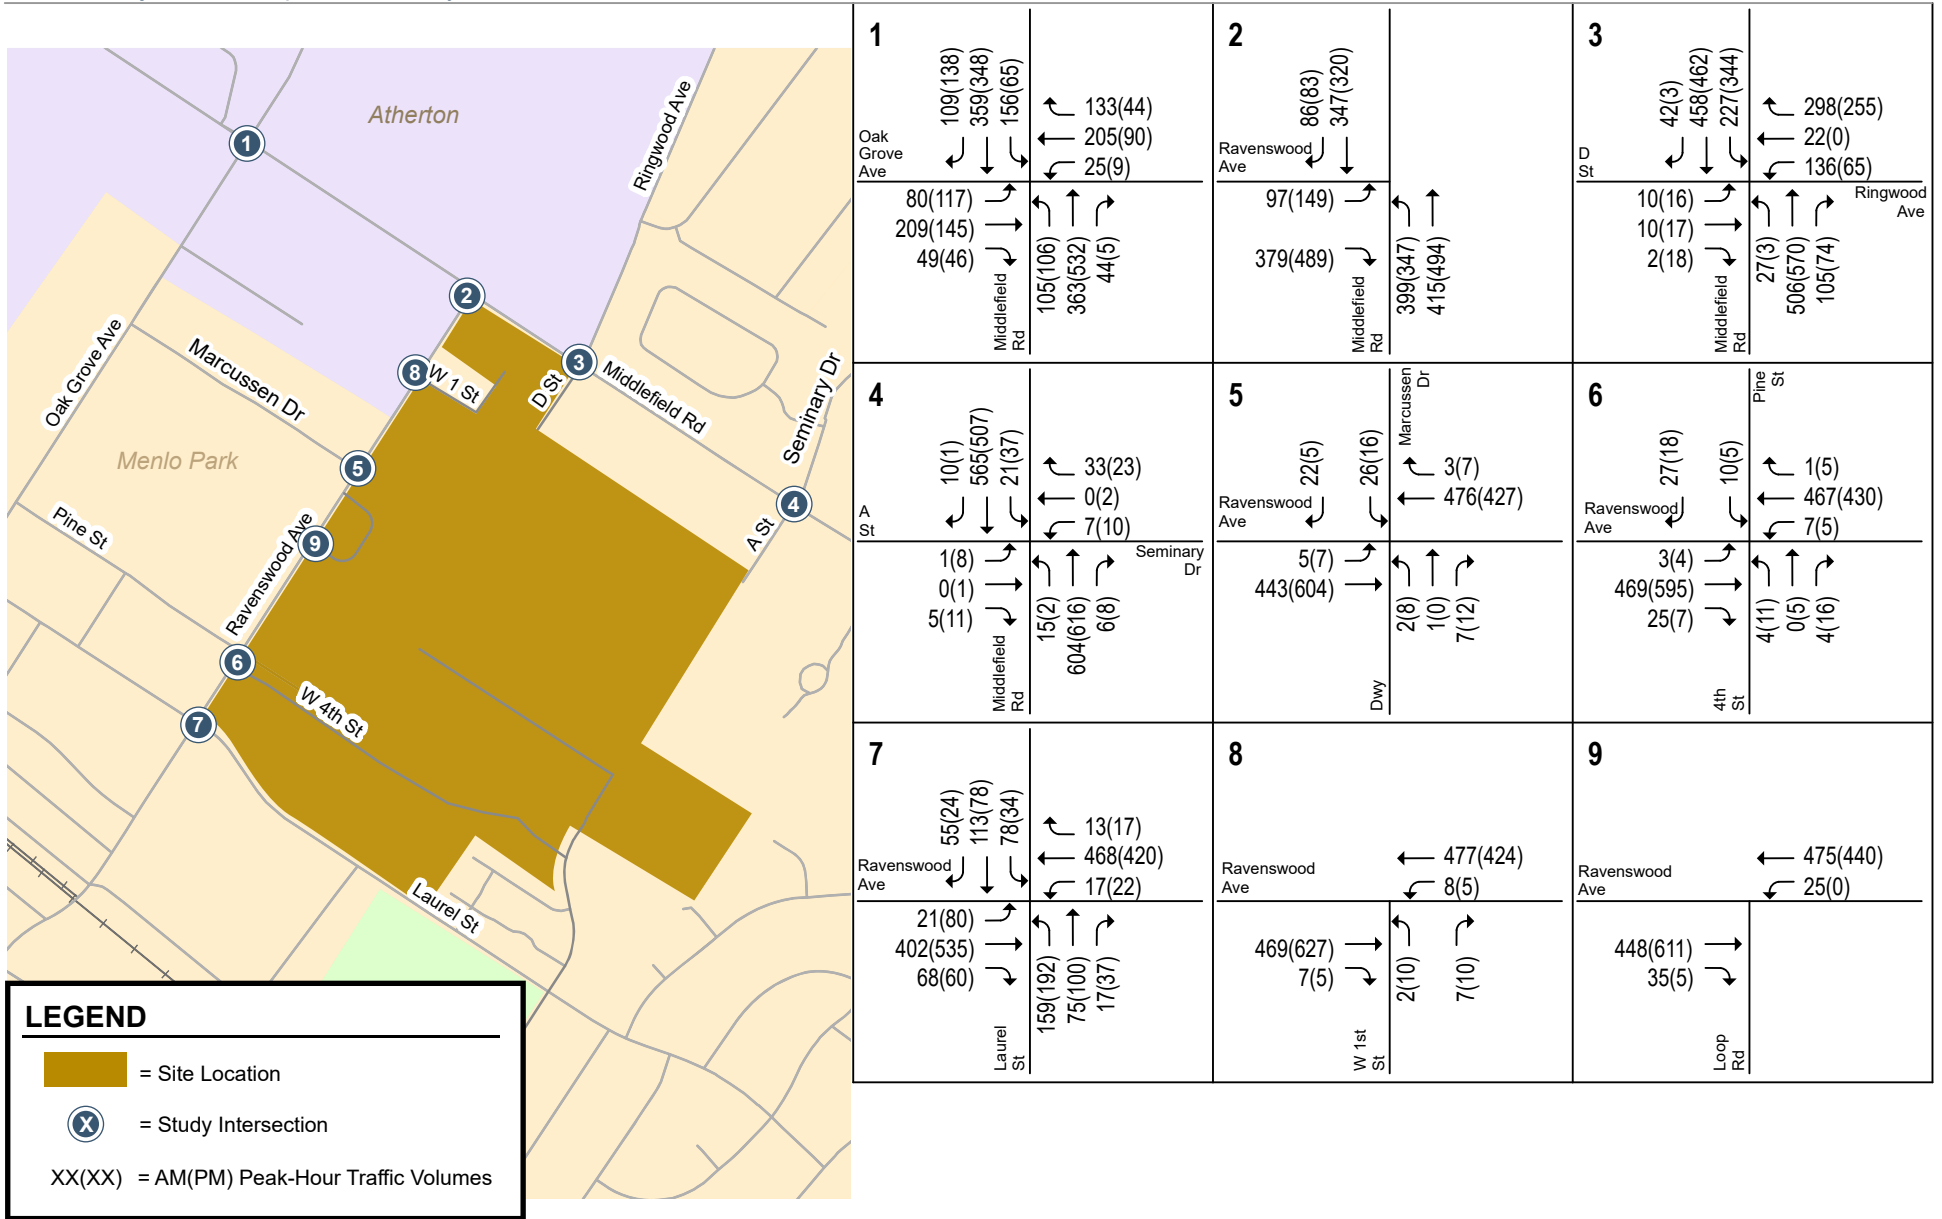 Atherton
Ringwood Ave
1
2
3
8
W 1 St
D St
Middlefield Rd
Seminary Dr
Oak Grove Ave
Marcussen Dr
Menlo Park
5
4
A St
9
Pine St
Ravenswood Ave
6
W 4th St
7
Laurel St
LEGEND
= Site Location
X
= Study Intersection
XX(XX) = AM(PM) Peak-Hour Traffic Volumes
1
109(138)
359(348)
156(65)
133(44)
205(90)
25(9)
Oak
Grove
Ave
80(117)
209(145)
49(46)
105(106)
363(532)
44(5)
Middlefield
Rd
2
86(83)
347(320)
Ravenswood
Ave
97(149)
379(489)
399(347)
415(494)
Middlefield
Rd
3
42(3)
458(462)
227(344)
298(255)
22(0)
136(65)
D
St
Ringwood
Ave
10(16)
10(17)
2(18)
27(3)
506(570)
105(74)
Middlefield
Rd
4
10(1)
565(507)
21(37)
33(23)
0(2)
7(10)
A
St
Seminary
Dr
1(8)
0(1)
5(11)
15(2)
604(616)
6(8)
Middlefield
Rd
5
Marcussen
Dr
22(5)
26(16)
3(7)
476(427)
Ravenswood
Ave
5(7)
443(604)
2(8)
1(0)
7(12)
Dwy
6
Pine
St
27(18)
10(5)
1(5)
467(430)
7(5)
Ravenswood
Ave
3(4)
469(595)
25(7)
4(11)
0(5)
4(16)
4th
St
7
55(24)
113(78)
78(34)
13(17)
468(420)
17(22)
Ravenswood
Ave
21(80)
402(535)
68(60)
159(192)
75(100)
17(37)
Laurel
St
8
477(424)
8(5)
Ravenswood
Ave
469(627)
7(5)
2(10)
7(10)
W 1st
St
9
475(440)
25(0)
Ravenswood
Ave
448(611)
35(5)
Loop
Rd